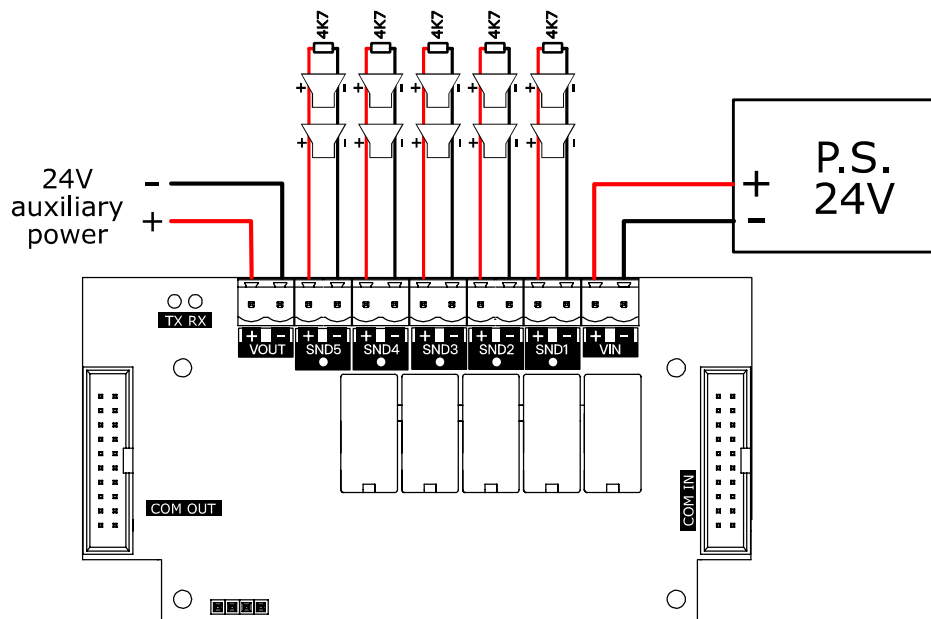 4K7 4K7 4K7 4K7 4K7
+ - + - + - + - + -
+ - + - + - + - + -
P.S.
24V
+
-
24V
auxiliary
power
-
+
TX RX
+ - + - + - + - + - + - + -
VOUT SND5 SND4 SND3 SND2 SND1 VIN
COM OUT
COM IN